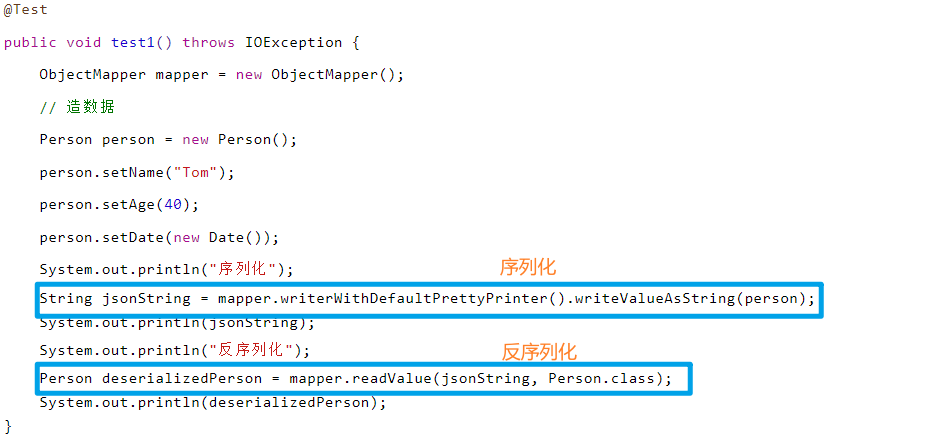 @Test
public void test1() throws IOException {
ObjectMapper mapper = new ObjectMapper();
// 造数据
Person person = new Person();
person.setName("Tom");
person.setAge(40);
person.setDate(new Date());
System.out.println("序列化");
序列化
String jsonString = mapper.writerWithDefaultPrettyPrinter().writeValueAsString(person);
System.out.println(jsonString);
System.out.println("反序列化");
反序列化
Person deserializedPerson = mapper.readValue(jsonString, Person.class);
System.out.println(deserializedPerson);
}